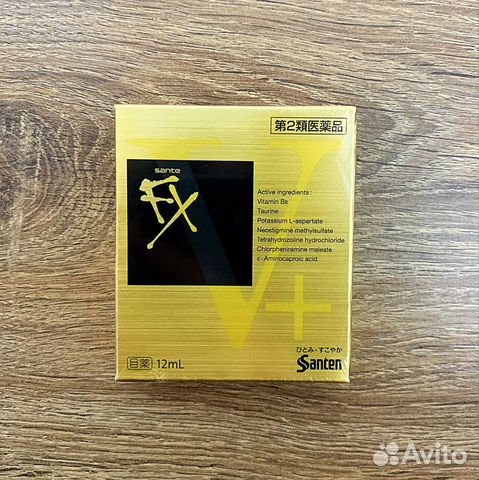 第2類医薬品
sante
FX
V+
Active ingredients :
Vitamin B6
Taurine
Potassium L-aspartate
Neostigmine methylsulfate
Tetrahydrozoline hydrochloride
Chlorpheniramine maleate
ε-Aminocaproic acid
ひとみ・すこやか
Santen
目薬 12mL
Avito